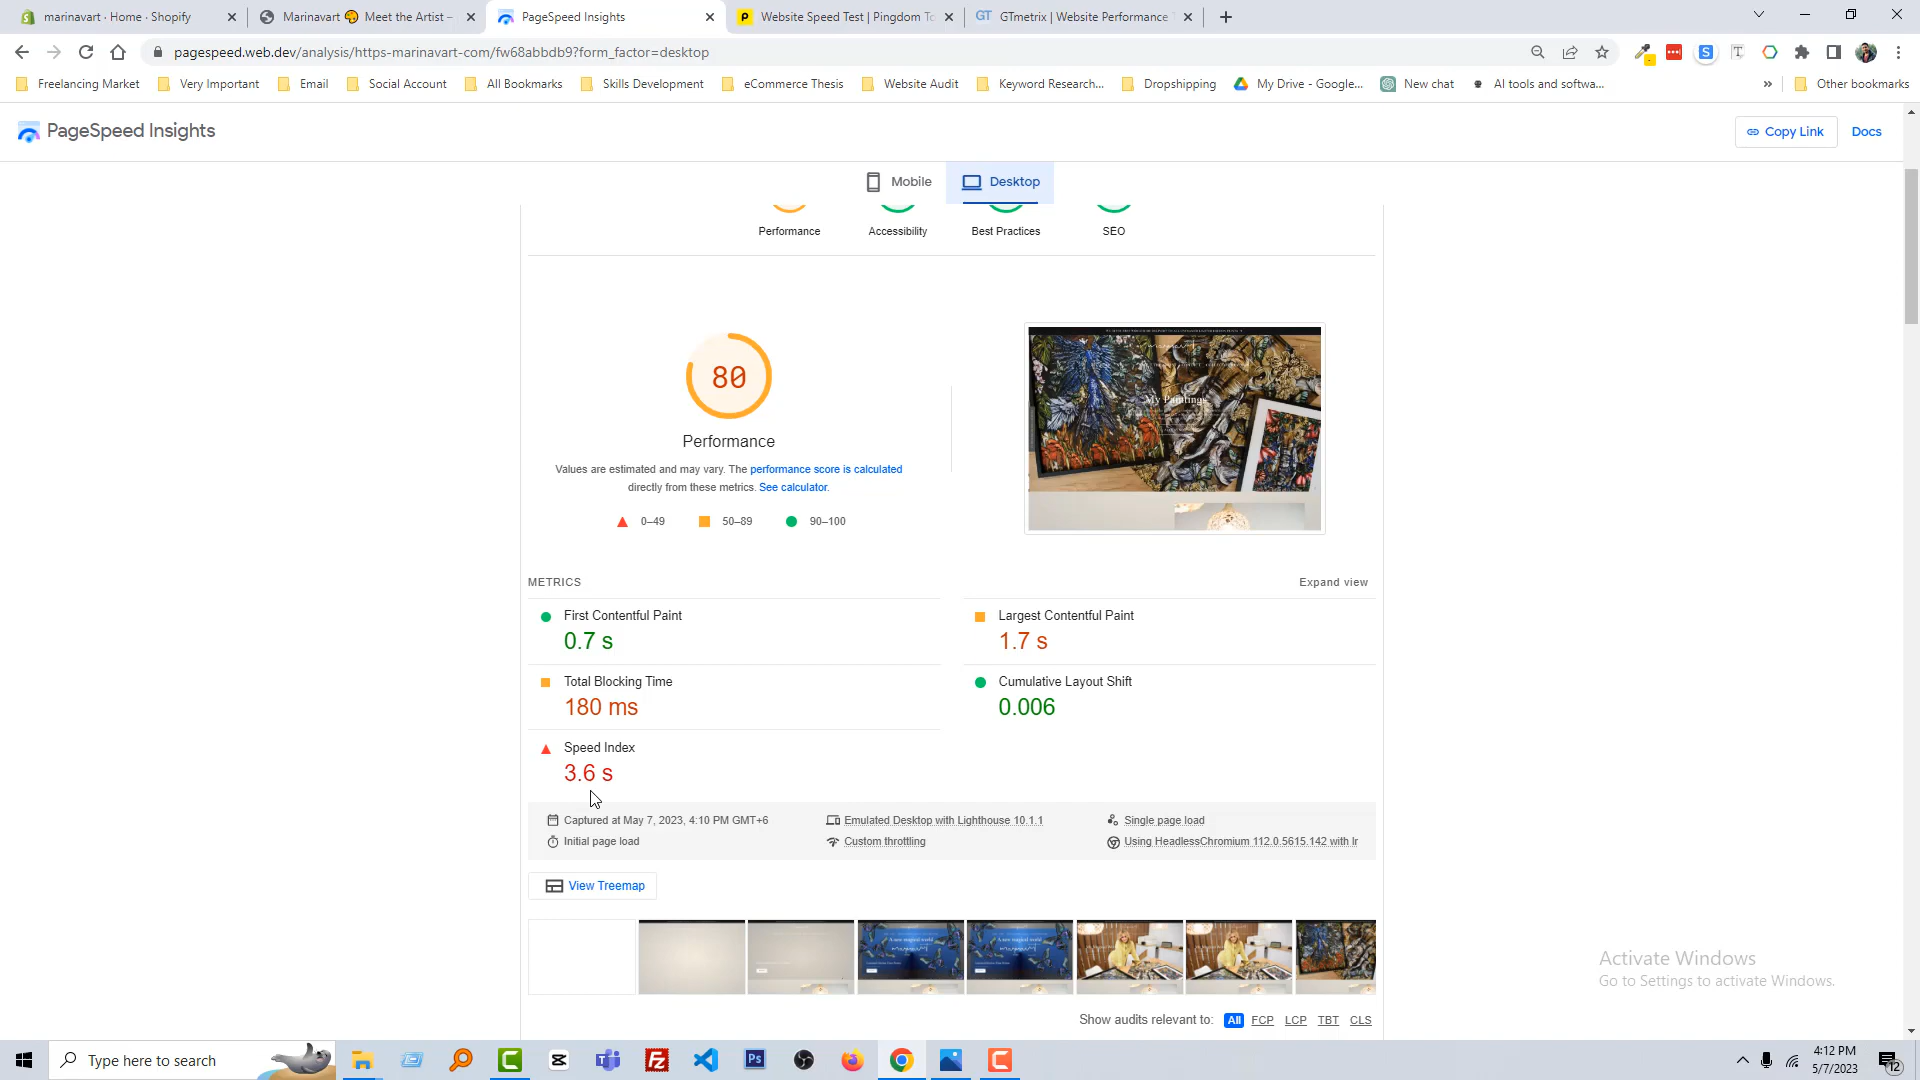 marinavart · Home · Shopify
Marinavart Meet the Artist –
PageSpeed Insights
Website Speed Test | Pingdom To
GTmetrix | Website Performance T
pagespeed.web.dev/analysis/https-marinavart-com/fw68abbdb9?form_factor=desktop
Freelancing Market
Very Important
Email
Social Account
All Bookmarks
Skills Development
eCommerce Thesis
Website Audit
Keyword Research...
Dropshipping
My Drive - Google...
New chat
AI tools and softwa...
»
Other bookmarks
PageSpeed Insights
Copy Link
Docs
Mobile
Desktop
Performance
Accessibility
Best Practices
SEO
80
Performance
Values are estimated and may vary. The performance score is calculated
directly from these metrics. See calculator.
0–49
50–89
90–100
My Paintings
METRICS
Expand view
First Contentful Paint
0.7 s
Largest Contentful Paint
1.7 s
Total Blocking Time
180 ms
Cumulative Layout Shift
0.006
Speed Index
3.6 s
Captured at May 7, 2023, 4:10 PM GMT+6
Emulated Desktop with Lighthouse 10.1.1
Single page load
Initial page load
Custom throttling
Using HeadlessChromium 112.0.5615.142 with lr
View Treemap
A new magical world
A new magical world
Activate Windows
Go to Settings to activate Windows.
Show audits relevant to:
All
FCP
LCP
TBT
CLS
Type here to search
4:12 PM
5/7/2023
12